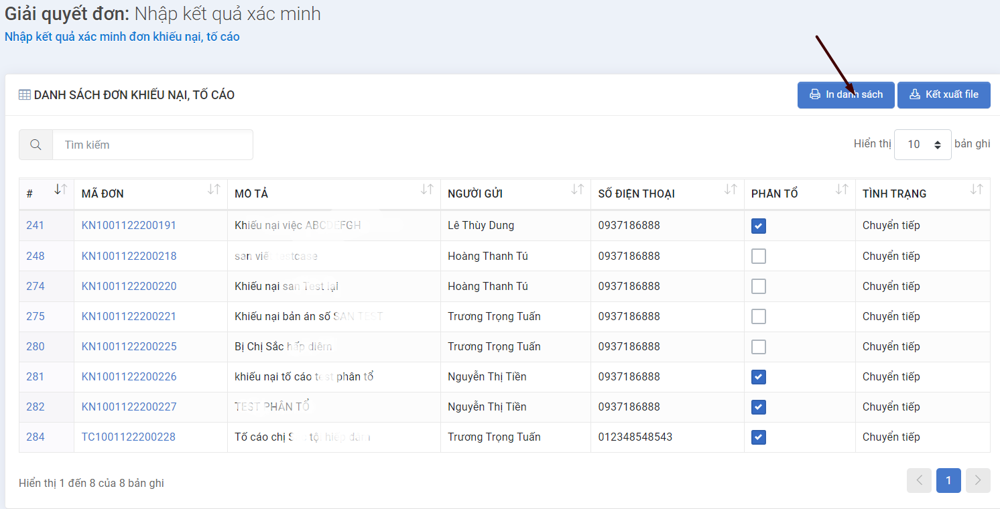 Giải quyết đơn: Nhập kết quả xác minh
Nhập kết quả xác minh đơn khiếu nại, tố cáo
DANH SÁCH ĐƠN KHIẾU NẠI, TỐ CÁO
In danh sách Kết xuất file
Tìm kiếm
Hiển thị 10 bản ghi
# MÃ ĐƠN MÔ TẢ NGƯỜI GỬI SỐ ĐIỆN THOẠI PHÂN TỔ TÌNH TRẠNG
241 KN1001122200191 Khiếu nại việc ABCDEFGH Lê Thùy Dung 0937186888 Chuyển tiếp
248 KN1001122200218 san viết testcase Hoàng Thanh Tú 0937186888 Chuyển tiếp
274 KN1001122200220 Khiếu nại san Test lại Hoàng Thanh Tú 0937186888 Chuyển tiếp
275 KN1001122200221 Khiếu nại bản án số SAN TEST Trương Trọng Tuấn 0937186888 Chuyển tiếp
280 KN1001122200225 Bị Chị Sắc hấp diêm Trương Trọng Tuấn 0937186888 Chuyển tiếp
281 KN1001122200226 khiếu nại tố cáo test phân tổ Nguyễn Thị Tiền 0937186888 Chuyển tiếp
282 KN1001122200227 TEST PHÂN TỔ Nguyễn Thị Tiền 0937186888 Chuyển tiếp
284 TC1001122200228 Tố cáo chị tội hiếp dâm Trương Trọng Tuấn 012348548543 Chuyển tiếp
Hiển thị 1 đến 8 của 8 bản ghi
1